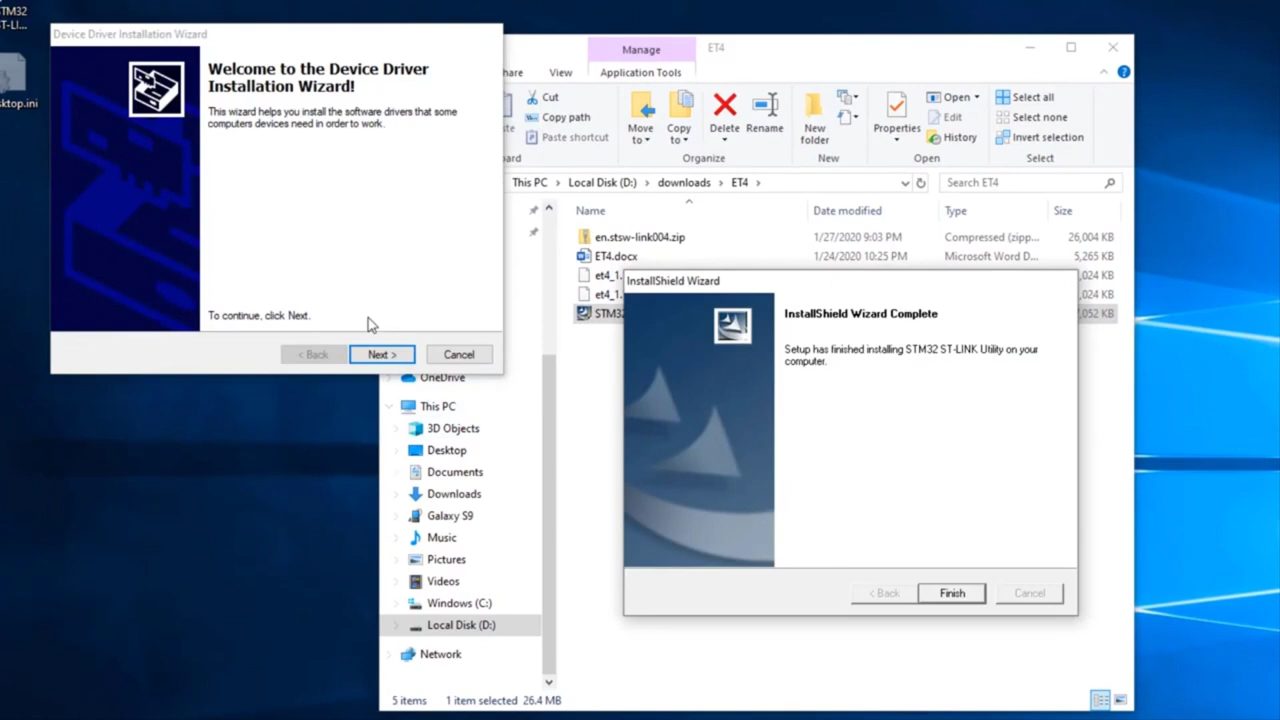 STM32
ST-LI...
sktop.ini
Device Driver Installation Wizard
Welcome to the Device Driver
Installation Wizard!
This wizard helps you install the software drivers that some
computers devices need in order to work.
To continue, click Next.
< Back
Next >
Cancel
Manage
ET4
hare
View
Application Tools
Cut
Copy path
Paste shortcut
ste
oard
Move
to
Copy
to
Delete
Rename
Organize
New
folder
New
Properties
Open
Edit
History
Open
Select all
Select none
Invert selection
Select
This PC
Local Disk (D:)
downloads
ET4
Search ET4
Name
Date modified
Type
Size
en.stsw-link004.zip
1/27/2020 9:03 PM
Compressed (zipp...
26,004 KB
ET4.docx
1/24/2020 10:25 PM
Microsoft Word D...
5,265 KB
et4_1.
,024 KB
et4_1.
,024 KB
STM32
,052 KB
OneDrive
This PC
3D Objects
Desktop
Documents
Downloads
Galaxy S9
Music
Pictures
Videos
Windows (C:)
Local Disk (D:)
Network
5 items
1 item selected 26.4 MB
InstallShield Wizard
InstallShield Wizard Complete
Setup has finished installing STM32 ST-LINK Utility on your
computer.
< Back
Finish
Cancel